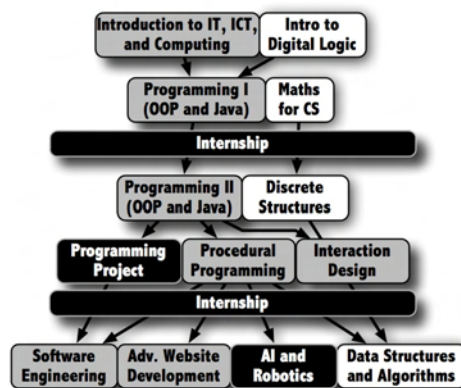 Introduction to IT, ICT,
and Computing
Intro to
Digital Logic
Programming I
(OOP and Java)
Maths
for CS
Internship
Programming II
(OOP and Java)
Discrete
Structures
Programming
Project
Procedural
Programming
Interaction
Design
Internship
Software
Engineering
Adv. Website
Development
AI and
Robotics
Data Structures
and Algorithms